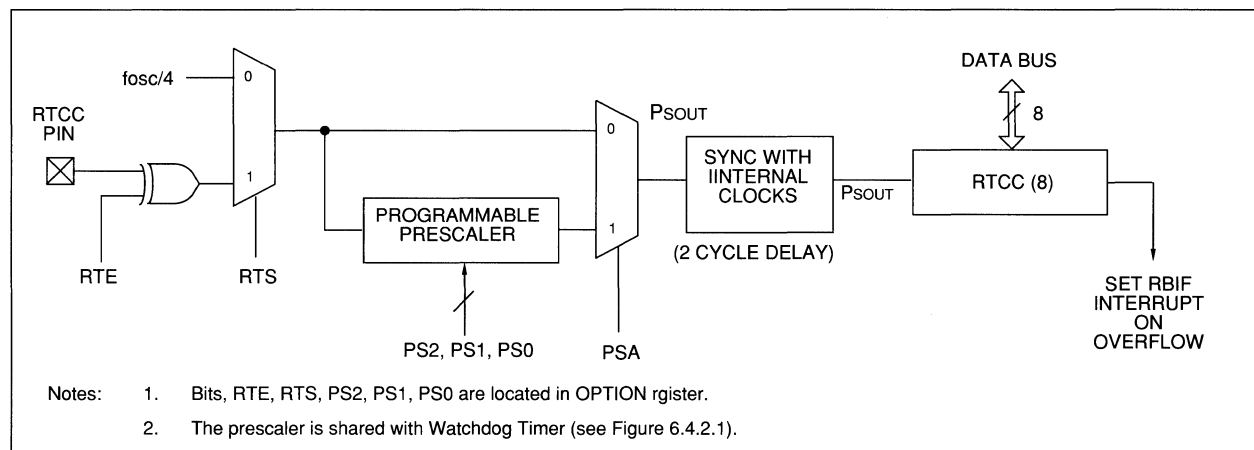 fosc/4
0
RTCC
PIN
1
RTE
RTS
PROGRAMMABLE
PRESCALER
PS2, PS1, PS0
0
1
PSA
PSOUT
SYNC WITH
IINTERNAL
CLOCKS
(2 CYCLE DELAY)
PSOUT
DATA BUS
8
RTCC (8)
SET RBIF
INTERRUPT
ON
OVERFLOW
Notes: 1. Bits, RTE, RTS, PS2, PS1, PS0 are located in OPTION rgister.
2. The prescaler is shared with Watchdog Timer (see Figure 6.4.2.1).